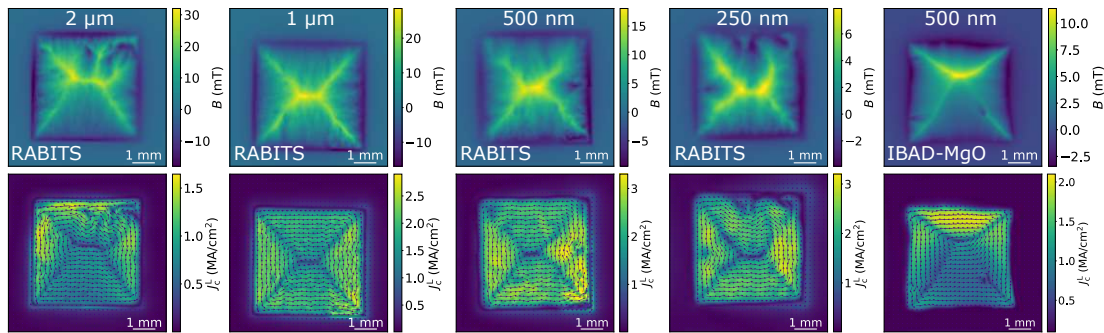 2 μm
30
20
10
0
−10
B (mT)
RABITS
1 mm
1 μm
20
10
0
−10
B (mT)
RABITS
1 mm
500 nm
15
10
5
0
−5
B (mT)
RABITS
1 mm
250 nm
6
4
2
0
−2
B (mT)
RABITS
1 mm
500 nm
10.0
7.5
5.0
2.5
0.0
−2.5
B (mT)
IBAD-MgO
1 mm
1.5
1.0
0.5
J_c^L (MA/cm²)
1 mm
2.5
2.0
1.5
1.0
0.5
J_c^L (MA/cm²)
1 mm
3
2
1
J_c^L (MA/cm²)
1 mm
3
2
1
J_c^L (MA/cm²)
1 mm
2.0
1.5
1.0
0.5
J_c^L (MA/cm²)
1 mm